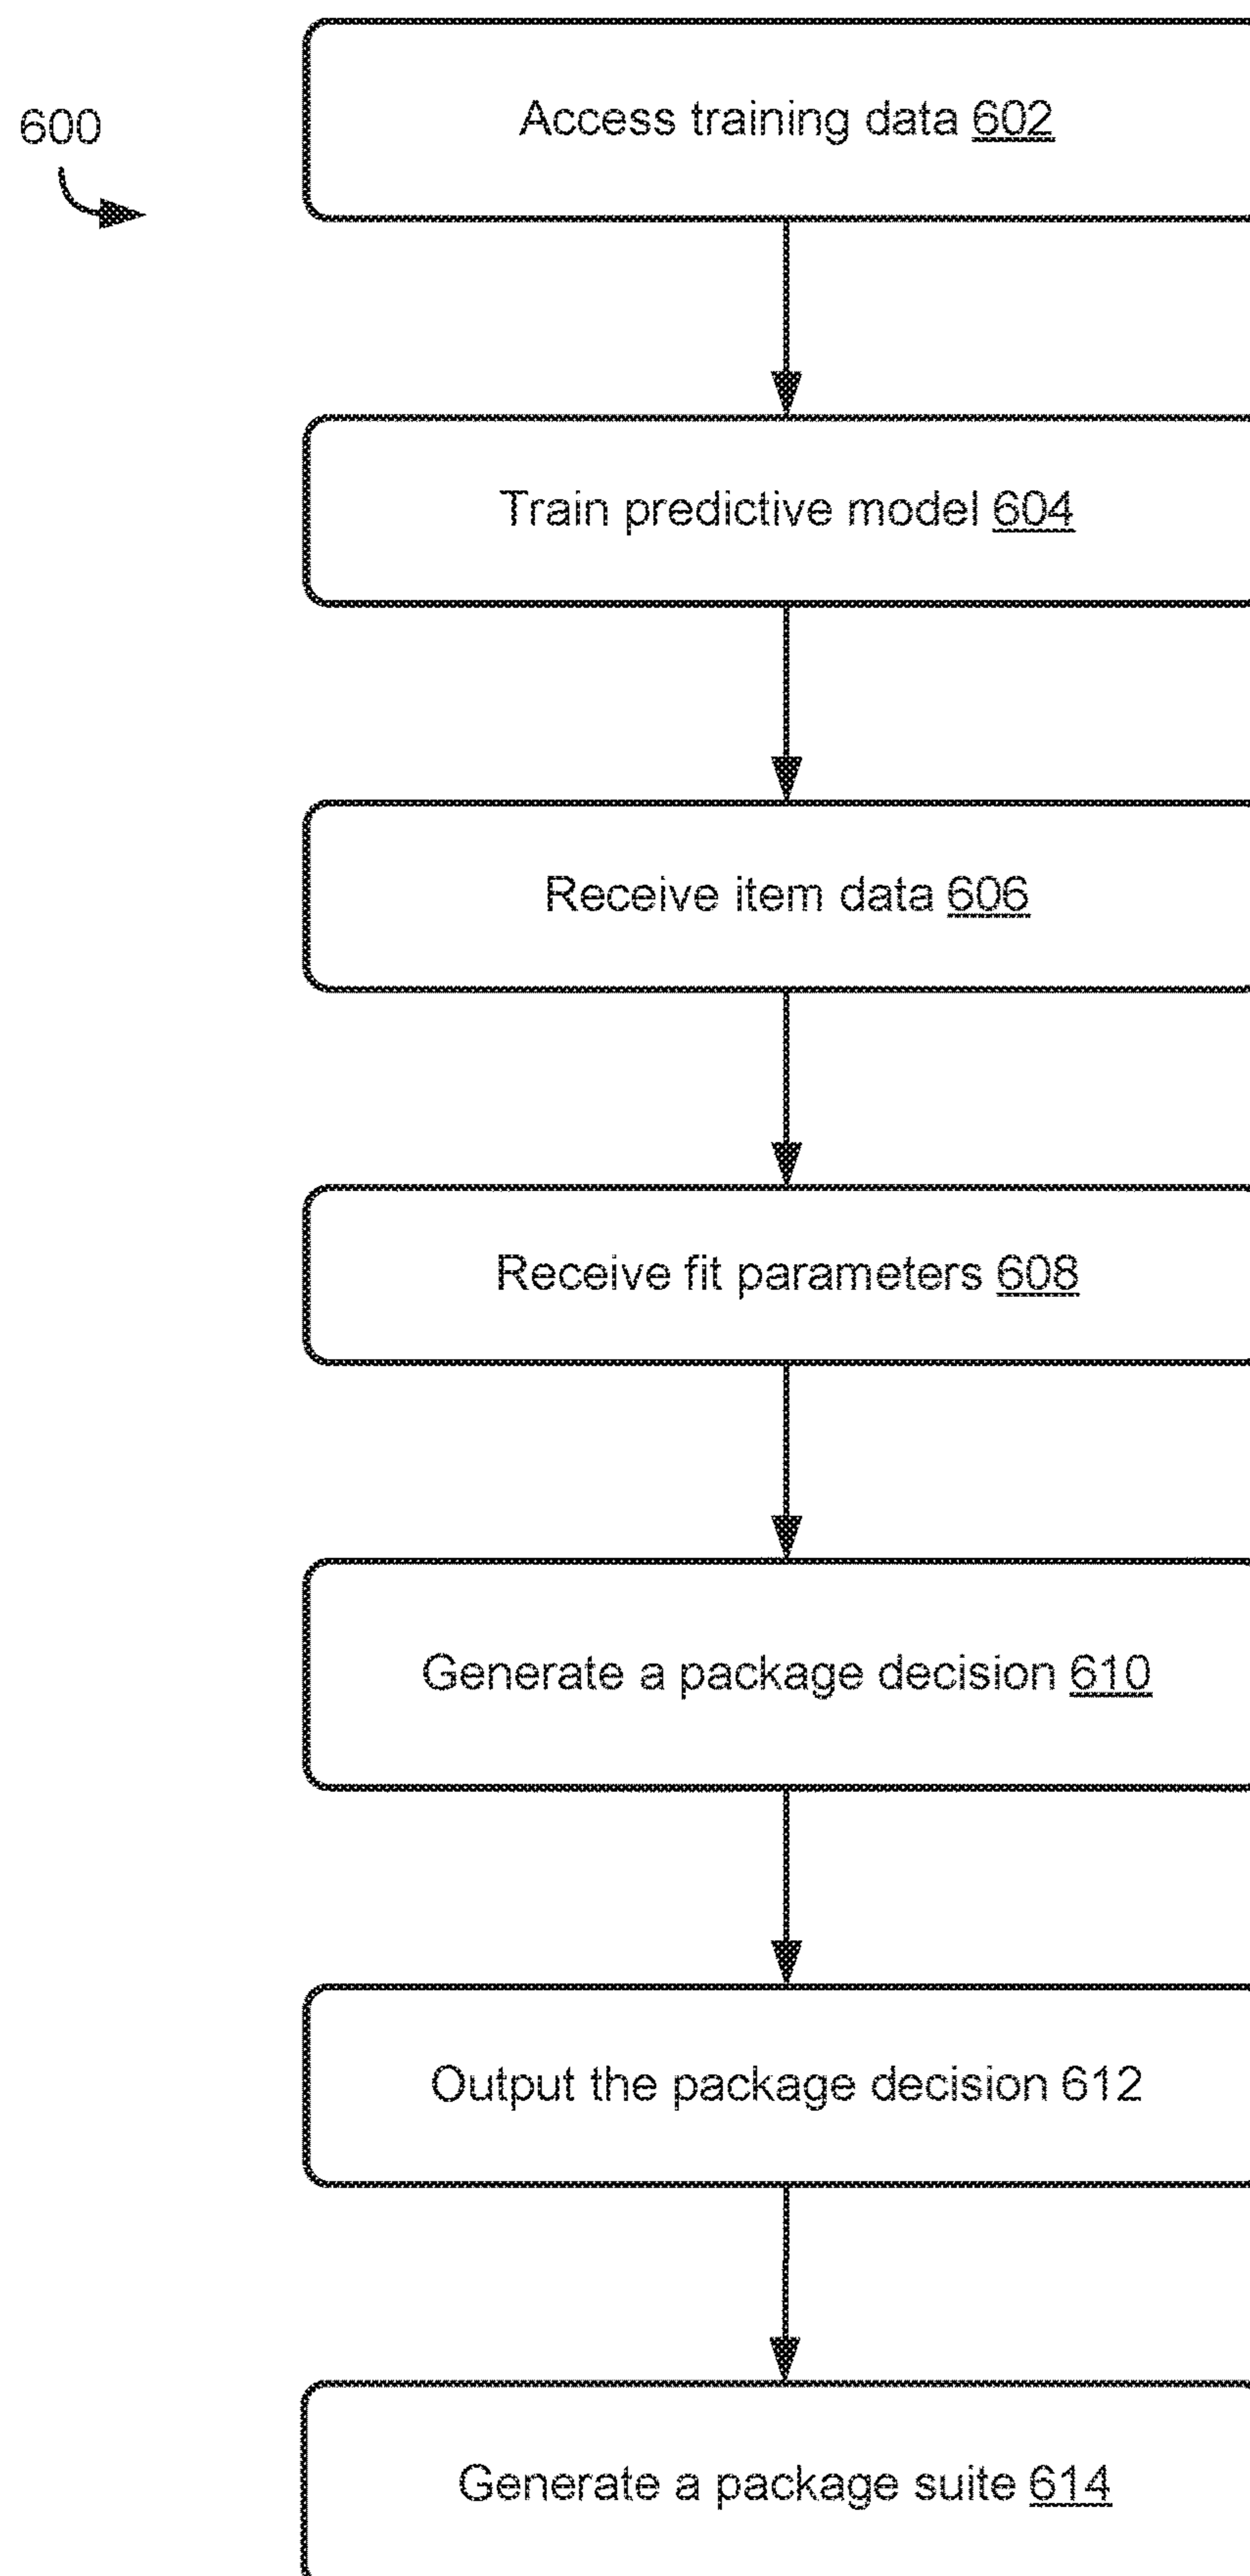 600
Access training data 602
Train predictive model 604
Receive item data 606
Receive fit parameters 608
Generate a package decision 610
Output the package decision 612
Generate a package suite 614